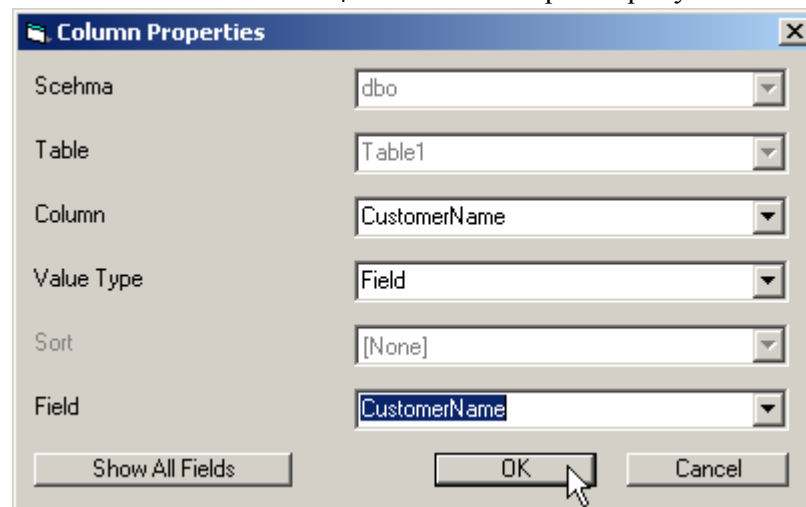 Column Properties
Scehma dbo
Table Table1
Column CustomerName
Value Type Field
Sort [None]
Field CustomerName
Show All Fields OK Cancel